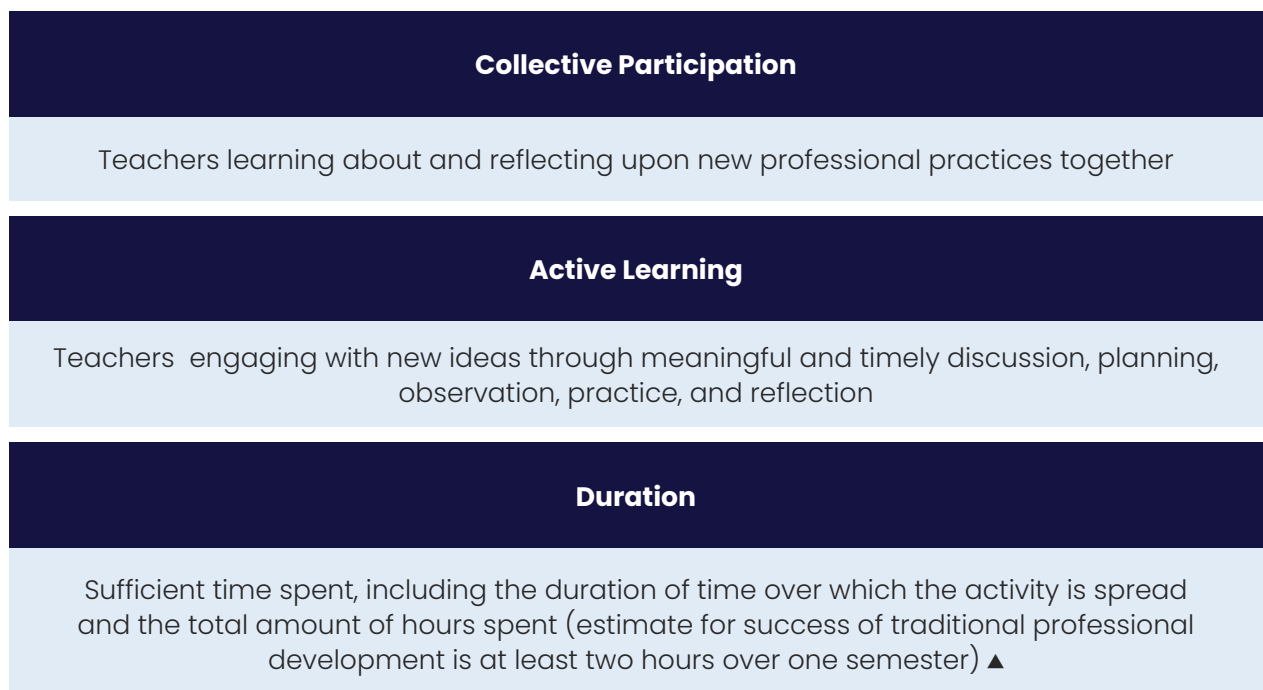 Collective Participation
Teachers learning about and reflecting upon new professional practices together
Active Learning
Teachers  engaging with new ideas through meaningful and timely discussion, planning,
observation, practice, and reflection
Duration
Sufficient time spent, including the duration of time over which the activity is spread
and the total amount of hours spent (estimate for success of traditional professional
development is at least two hours over one semester) ▲